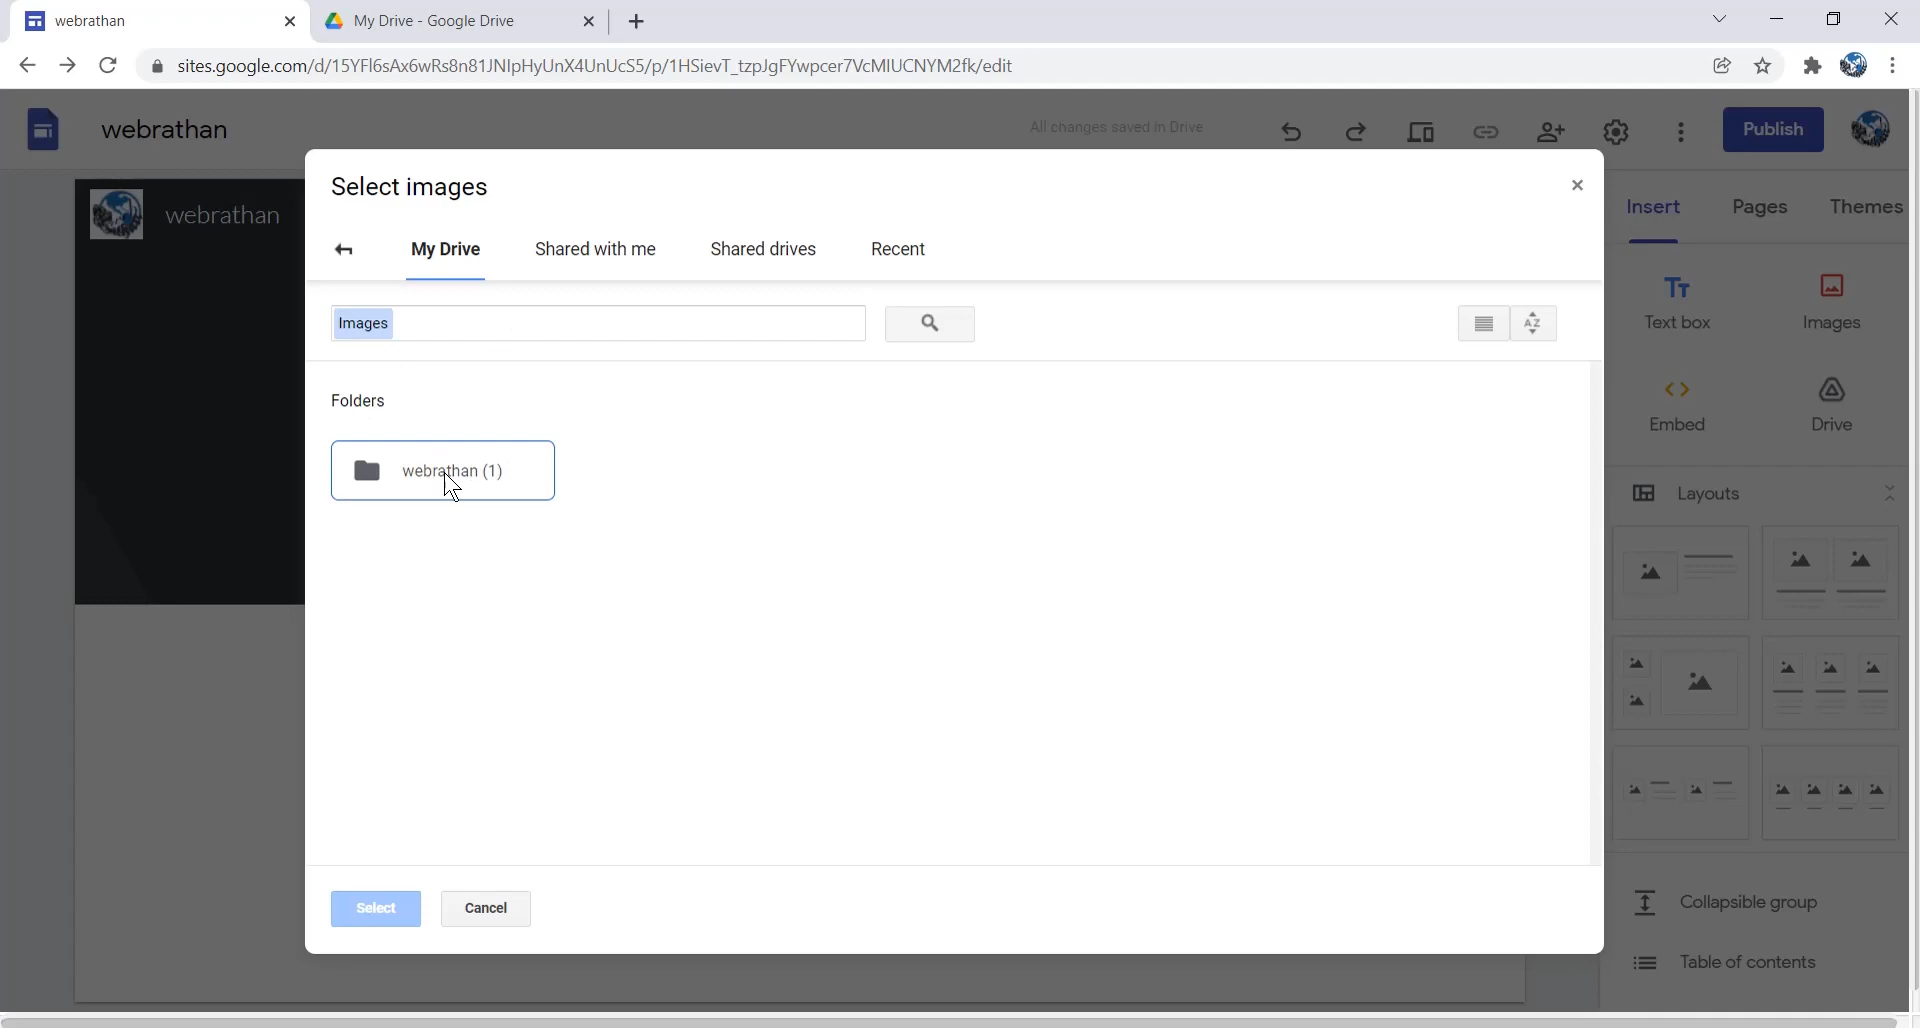 webrathan
My Drive - Google Drive
sites.google.com/d/15YFl6sAx6wRs8n81JNIpHyUnX4UnUcS5/p/1HSievT_tzpJgFYwpcer7VcMIUCNYM2fk/edit
webrathan
All changes saved in Drive
Publish
webrathan
Select images
My Drive
Shared with me
Shared drives
Recent
Images
AZ
Folders
webrathan (1)
Select
Cancel
Insert
Pages
Themes
Tt
Text box
Images
Embed
Drive
Layouts
Collapsible group
Table of contents